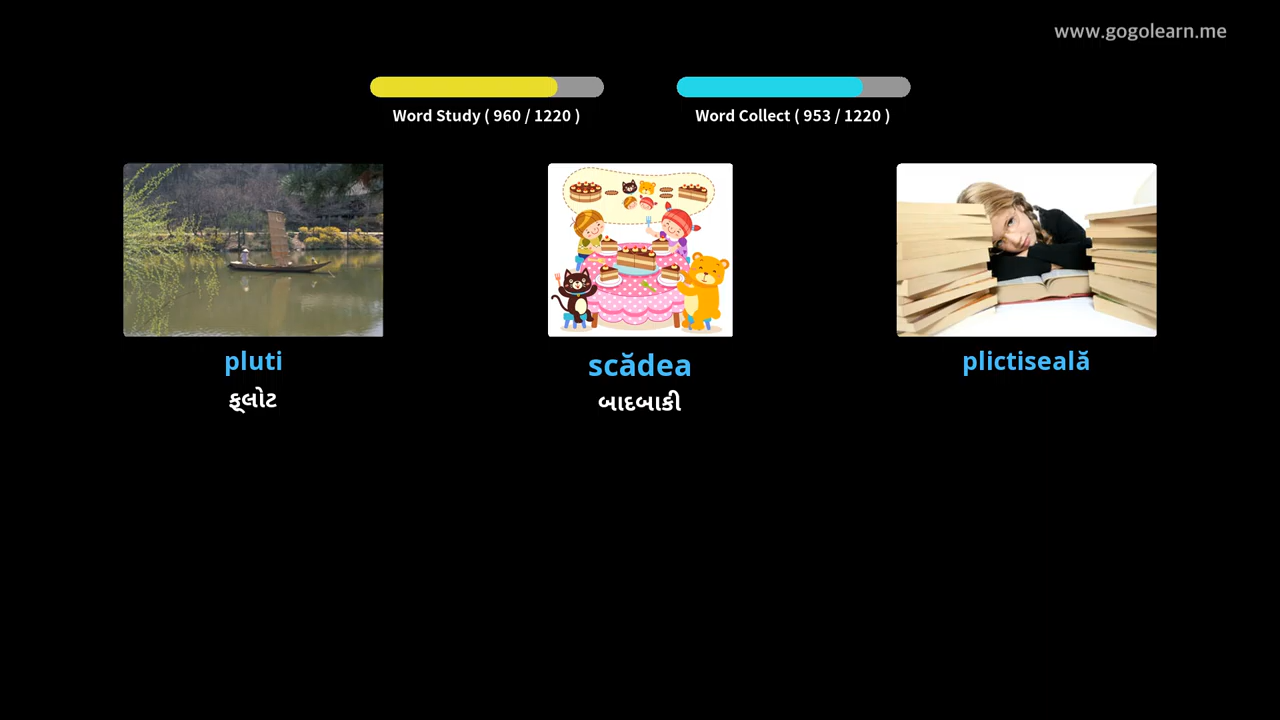 www.gogolearn.me
Word Study ( 960 / 1220 )
Word Collect ( 953 / 1220 )
pluti
ફ્લોટ
scădea
બાદબાકી
plictiseală